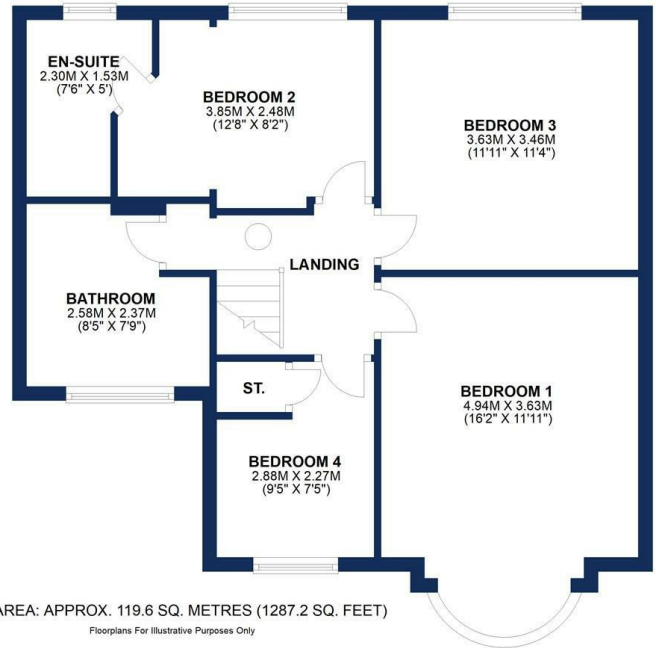 EN-SUITE
2.30M X 1.53M
(7'6" X 5')
BEDROOM 2
3.85M X 2.48M
(12'8" X 8'2")
BEDROOM 3
3.63M X 3.46M
(11'11" X 11'4")
LANDING
BATHROOM
2.58M X 2.37M
(8'5" X 7'9")
ST.
BEDROOM 1
4.94M X 3.63M
(16'2" X 11'11")
BEDROOM 4
2.88M X 2.27M
(9'5" X 7'5")
AREA: APPROX. 119.6 SQ. METRES (1287.2 SQ. FEET)
Floorplans For Illustrative Purposes Only